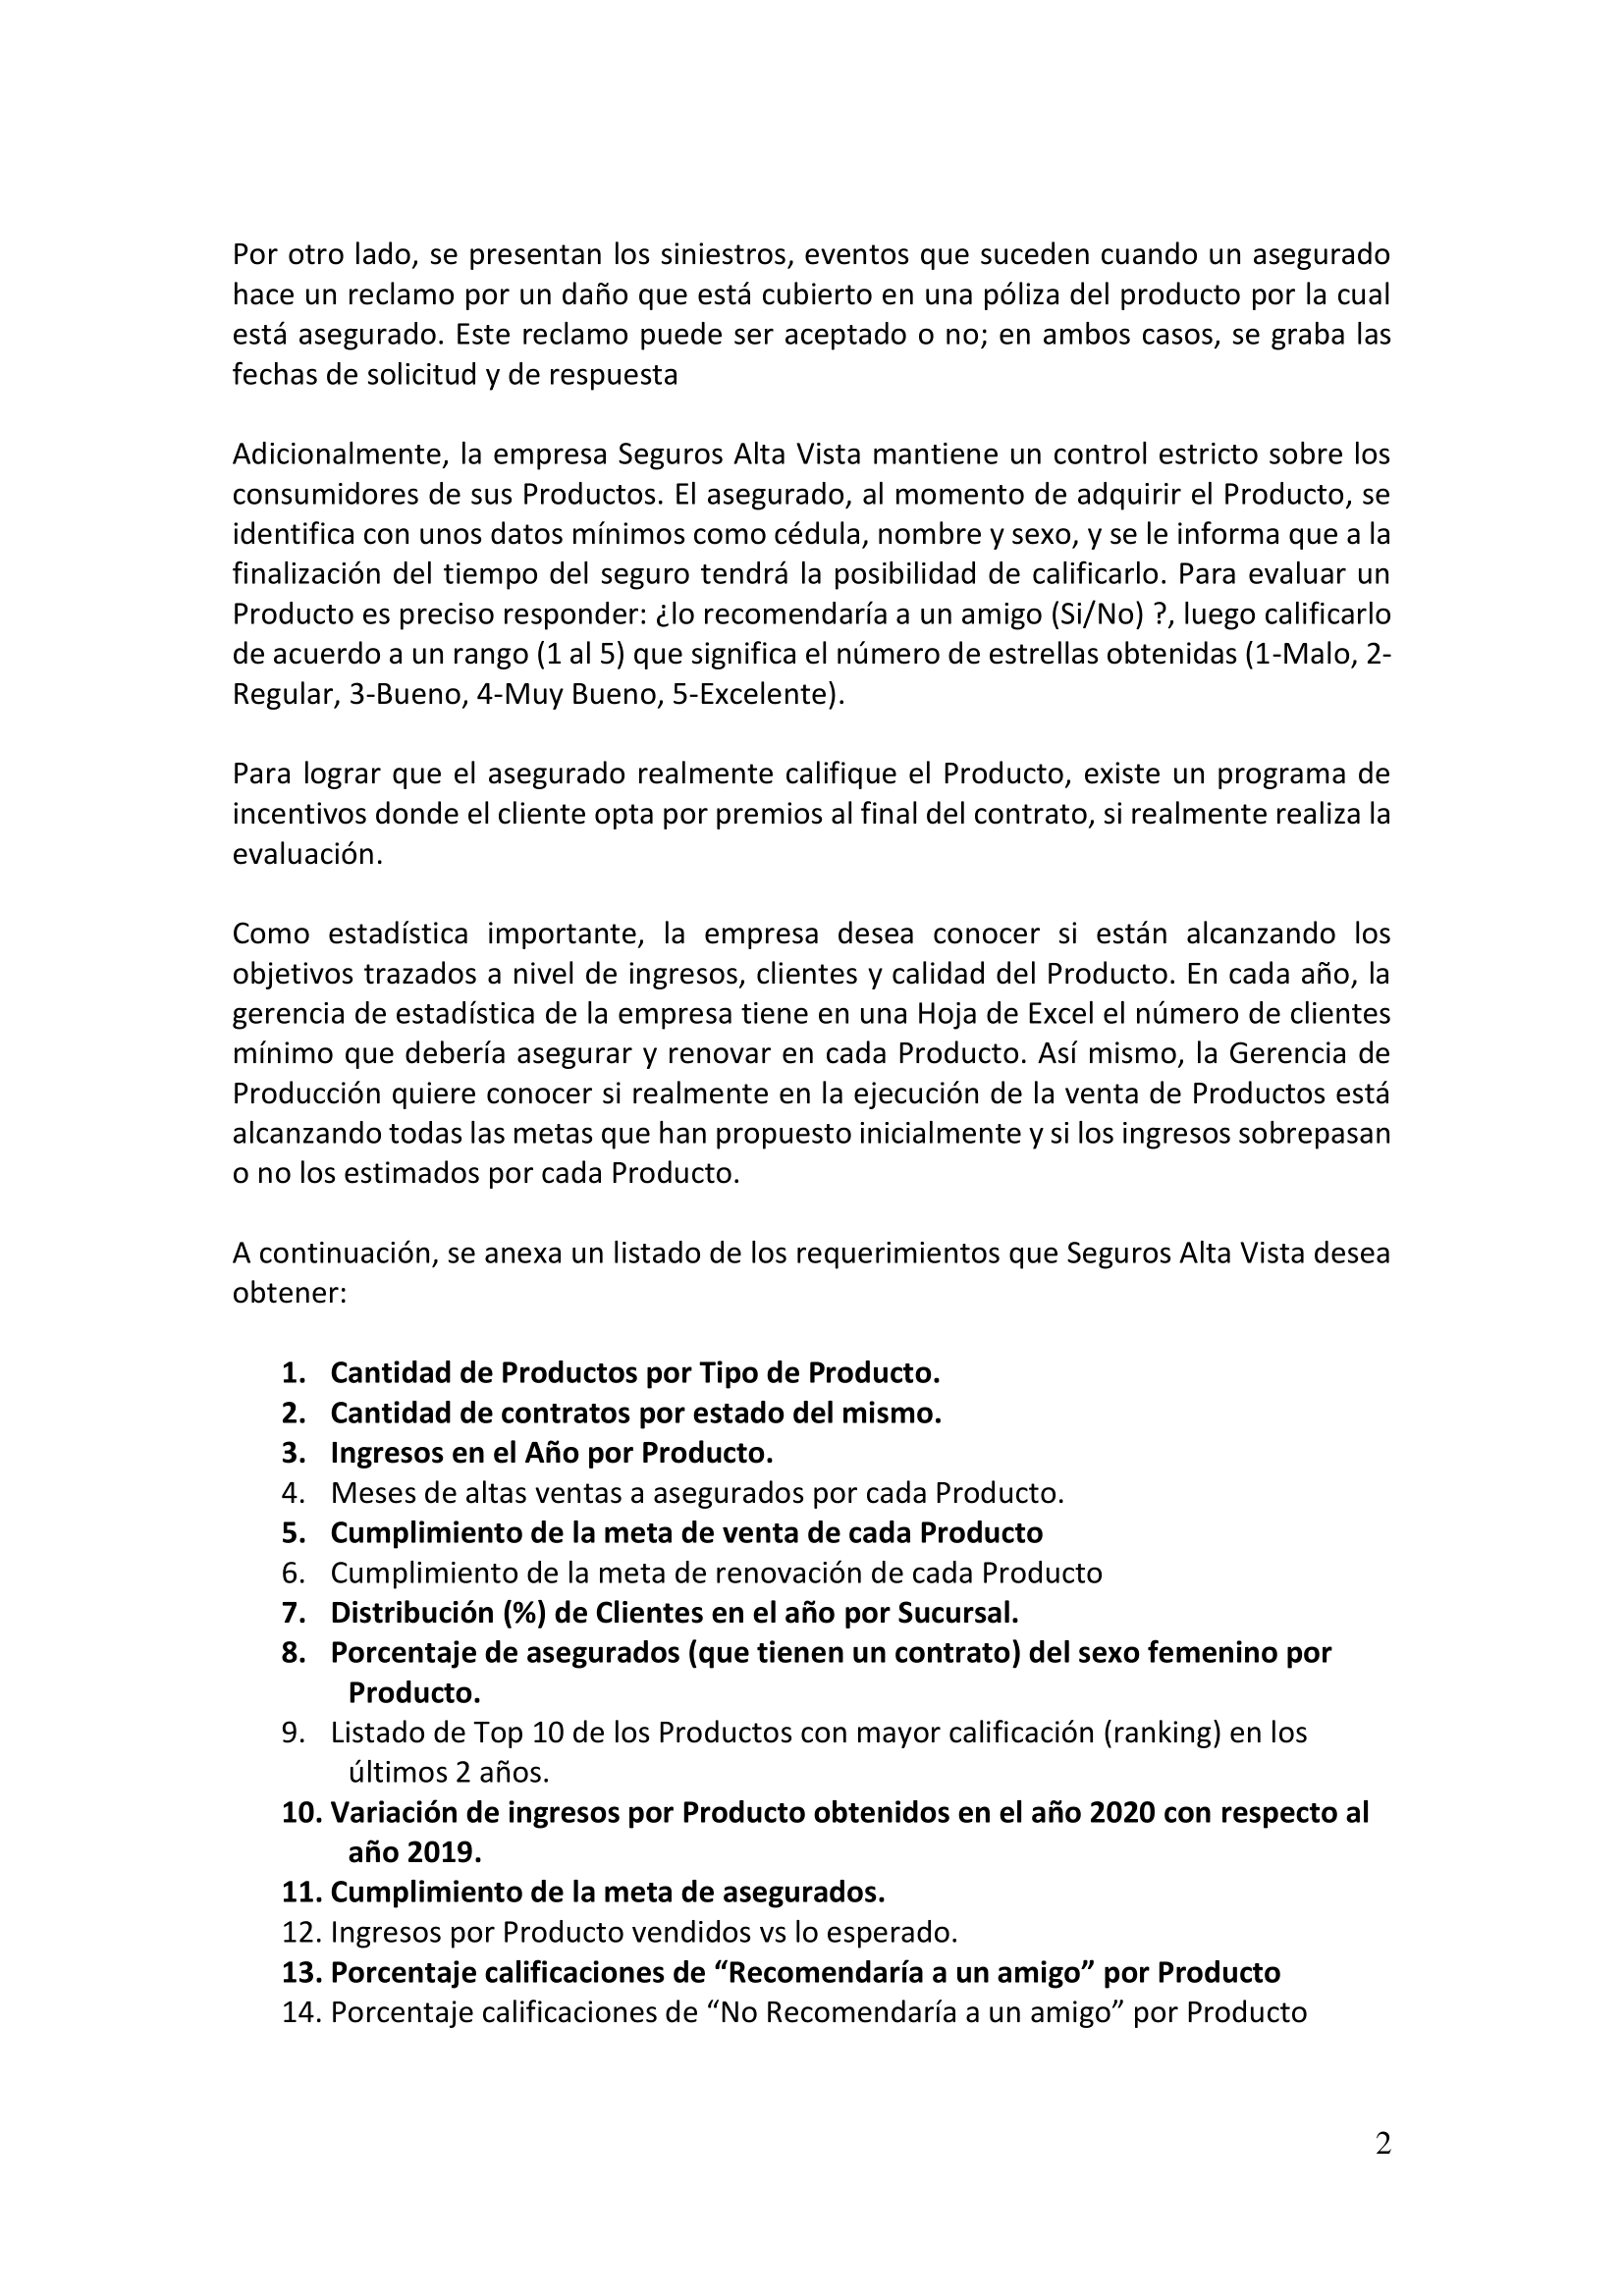 Por otro lado, se presentan los siniestros, eventos que suceden cuando un asegurado
hace un reclamo por un daño que está cubierto en una póliza del producto por la cual
está asegurado. Este reclamo puede ser aceptado o no; en ambos casos, se graba las
fechas de solicitud y de respuesta
Adicionalmente, la empresa Seguros Alta Vista mantiene un control estricto sobre los
consumidores de sus Productos. El asegurado, al momento de adquirir el Producto, se
identifica con unos datos mínimos como cédula, nombre y sexo, y se le informa que a la
finalización del tiempo del seguro tendrá la posibilidad de calificarlo. Para evaluar un
Producto es preciso responder: ¿lo recomendaría a un amigo (Si/No) ?, luego calificarlo
de acuerdo a un rango (1 al 5) que significa el número de estrellas obtenidas (1-Malo, 2-
Regular, 3-Bueno, 4-Muy Bueno, 5-Excelente).
Para lograr que el asegurado realmente califique el Producto, existe un programa de
incentivos donde el cliente opta por premios al final del contrato, si realmente realiza la
evaluación.
Como estadística importante, la empresa desea conocer si están alcanzando los
objetivos trazados a nivel de ingresos, clientes y calidad del Producto. En cada año, la
gerencia de estadística de la empresa tiene en una Hoja de Excel el número de clientes
mínimo que debería asegurar y renovar en cada Producto. Así mismo, la Gerencia de
Producción quiere conocer si realmente en la ejecución de la venta de Productos está
alcanzando todas las metas que han propuesto inicialmente y si los ingresos sobrepasan
o no los estimados por cada Producto.
A continuación, se anexa un listado de los requerimientos que Seguros Alta Vista desea
obtener:
1. Cantidad de Productos por Tipo de Producto.
2. Cantidad de contratos por estado del mismo.
3. Ingresos en el Año por Producto.
4. Meses de altas ventas a asegurados por cada Producto.
5. Cumplimiento de la meta de venta de cada Producto
6. Cumplimiento de la meta de renovación de cada Producto
7. Distribución (%) de Clientes en el año por Sucursal.
8. Porcentaje de asegurados (que tienen un contrato) del sexo femenino por
Producto.
9. Listado de Top 10 de los Productos con mayor calificación (ranking) en los
últimos 2 años.
10. Variación de ingresos por Producto obtenidos en el año 2020 con respecto al
año 2019.
11. Cumplimiento de la meta de asegurados.
12. Ingresos por Producto vendidos vs lo esperado.
13. Porcentaje calificaciones de “Recomendaría a un amigo” por Producto
14. Porcentaje calificaciones de “No Recomendaría a un amigo” por Producto
2